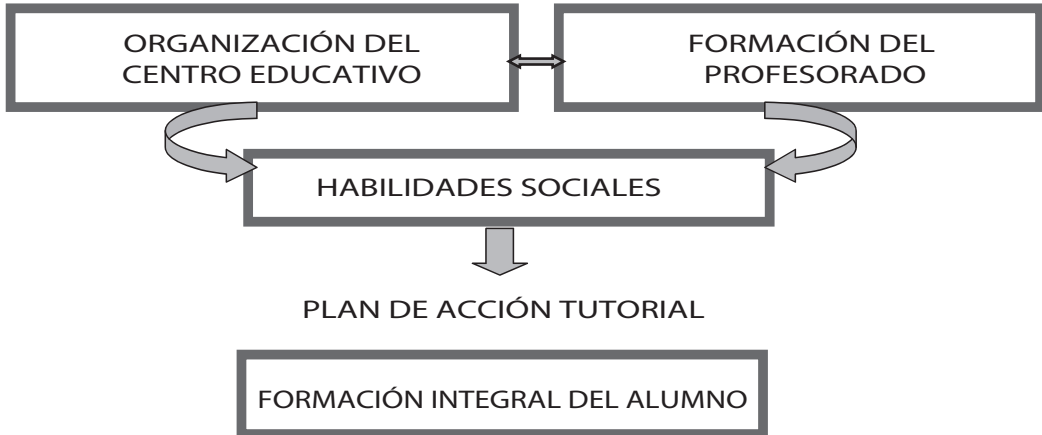 ORGANIZACIÓN DEL
CENTRO EDUCATIVO
FORMACIÓN DEL
PROFESORADO
HABILIDADES SOCIALES
PLAN DE ACCIÓN TUTORIAL
FORMACIÓN INTEGRAL DEL ALUMNO